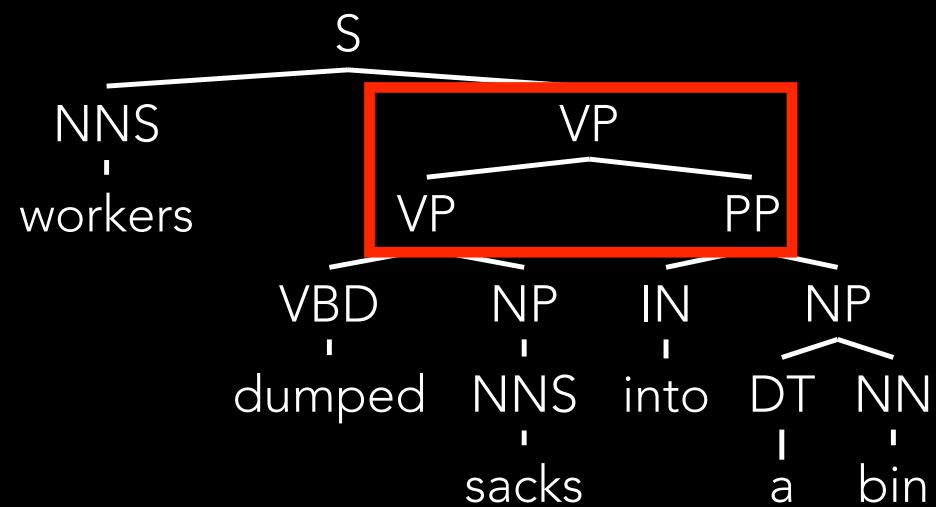 S
NNS VP
workers VP PP
VBD NP IN NP
dumped NNS into DT NN
sacks a bin